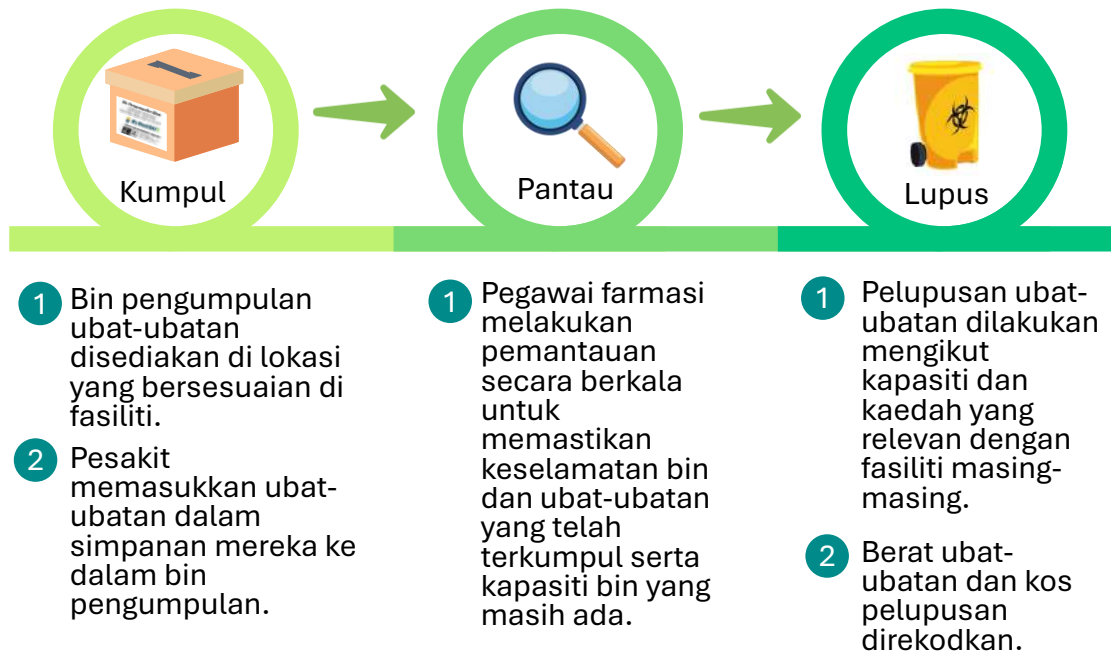 Kumpul
Pantau
Lupus
1
Bin pengumpulan
ubat-ubatan
disediakan di lokasi
yang bersesuaian di
fasiliti.
2
Pesakit
memasukkan ubat-
ubatan dalam
simpanan mereka ke
dalam bin
pengumpulan.
1
Pegawai farmasi
melakukan
pemantauan
secara berkala
untuk
memastikan
keselamatan bin
dan ubat-ubatan
yang telah
terkumpul serta
kapasiti bin yang
masih ada.
1
Pelupusan ubat-
ubatan dilakukan
mengikut
kapasiti dan
kaedah yang
relevan dengan
fasiliti masing-
masing.
2
Berat ubat-
ubatan dan kos
pelupusan
direkodkan.